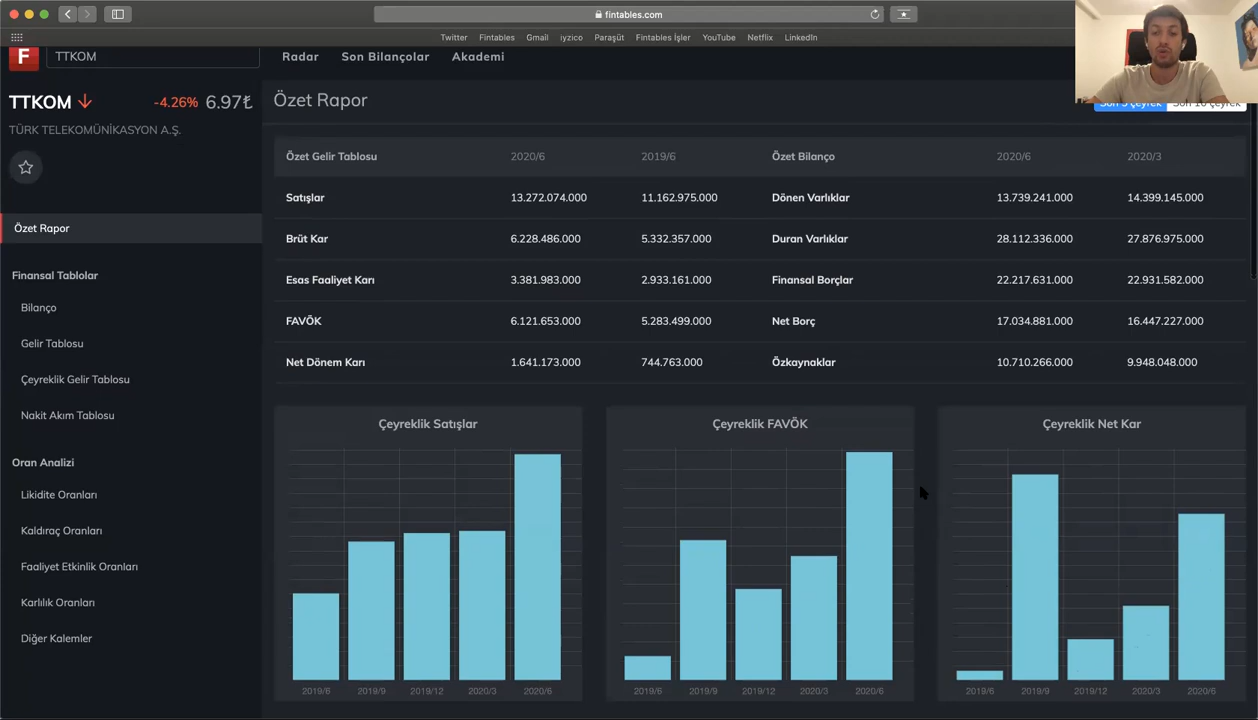 fintables.com
Twitter Fintables Gmail iyzico Paraşüt Fintables İşler YouTube Netflix LinkedIn
F TTKOM Radar Son Bilançolar Akademi
TTKOM -4.26% 6.97₺
TÜRK TELEKOMÜNİKASYON A.Ş.
Özet Rapor
Finansal Tablolar
Bilanço
Gelir Tablosu
Çeyreklik Gelir Tablosu
Nakit Akım Tablosu
Oran Analizi
Likidite Oranları
Kaldıraç Oranları
Faaliyet Etkinlik Oranları
Karlılık Oranları
Diğer Kalemler
Özet Rapor
Son 5 çeyrek Son 10 çeyrek
Özet Gelir Tablosu 2020/6 2019/6 Özet Bilanço 2020/6 2020/3
Satışlar 13.272.074.000 11.162.975.000 Dönen Varlıklar 13.739.241.000 14.399.145.000
Brüt Kar 6.228.486.000 5.332.357.000 Duran Varlıklar 28.112.336.000 27.876.975.000
Esas Faaliyet Karı 3.381.983.000 2.933.161.000 Finansal Borçlar 22.217.631.000 22.931.582.000
FAVÖK 6.121.653.000 5.283.499.000 Net Borç 17.034.881.000 16.447.227.000
Net Dönem Karı 1.641.173.000 744.763.000 Özkaynaklar 10.710.266.000 9.948.048.000
Çeyreklik Satışlar
2019/6 2019/9 2019/12 2020/3 2020/6
Çeyreklik FAVÖK
2019/6 2019/9 2019/12 2020/3 2020/6
Çeyreklik Net Kar
2019/6 2019/9 2019/12 2020/3 2020/6